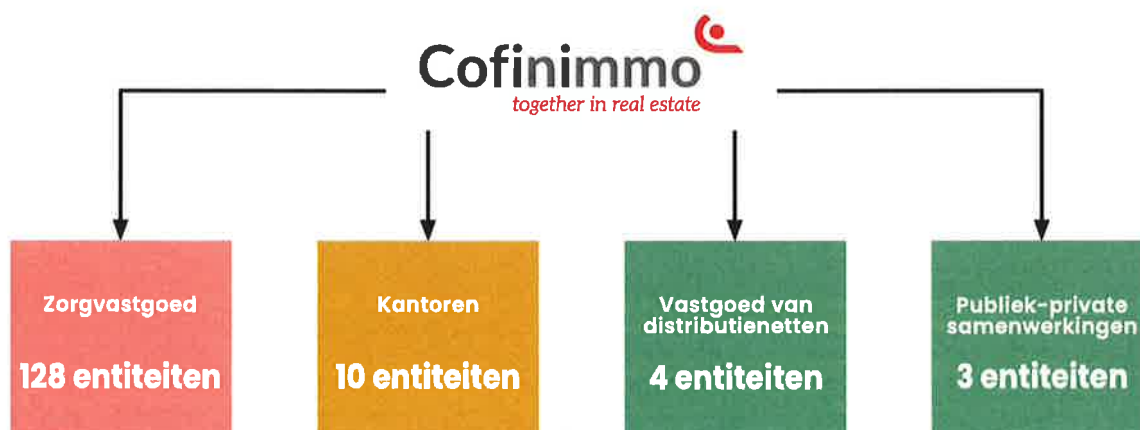 Cofinimmo
together in real estate
Zorgvastgoed
128 entiteiten
Kantoren
10 entiteiten
Vastgoed van
distributienetten
4 entiteiten
Publiek-private
samenwerkingen
3 entiteiten